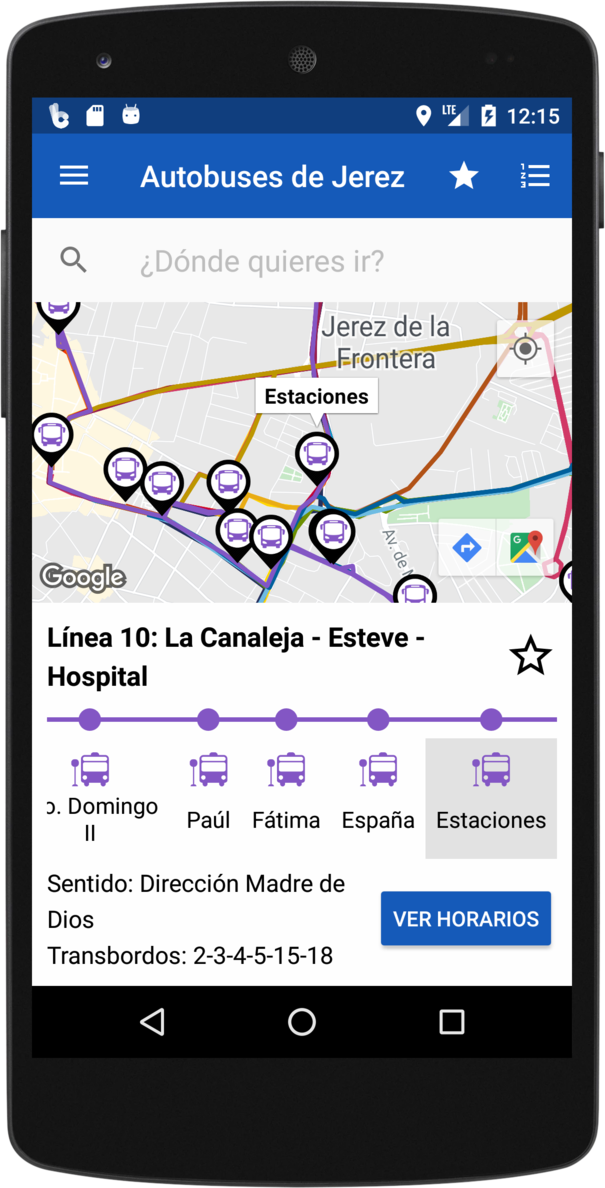 LTE 12:15
Autobuses de Jerez
¿Dónde quieres ir?
Jerez de la
Frontera
Estaciones
Av. de
Google
Línea 10: La Canaleja - Esteve -
Hospital
o. Domingo
II
Paúl
Fátima
España
Estaciones
Sentido: Dirección Madre de
Dios
VER HORARIOS
Transbordos: 2-3-4-5-15-18